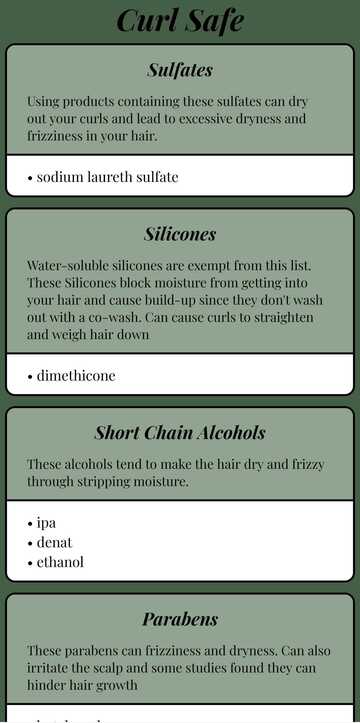 Curl Safe
Sulfates
Using products containing these sulfates can dry
out your curls and lead to excessive dryness and
frizziness in your hair.
• sodium laureth sulfate
Silicones
Water-soluble silicones are exempt from this list.
These Silicones block moisture from getting into
your hair and cause build-up since they don't wash
out with a co-wash. Can cause curls to straighten
and weigh hair down
• dimethicone
Short Chain Alcohols
These alcohols tend to make the hair dry and frizzy
through stripping moisture.
• ipa
• denat
• ethanol
Parabens
These parabens can frizziness and dryness. Can also
irritate the scalp and some studies found they can
hinder hair growth